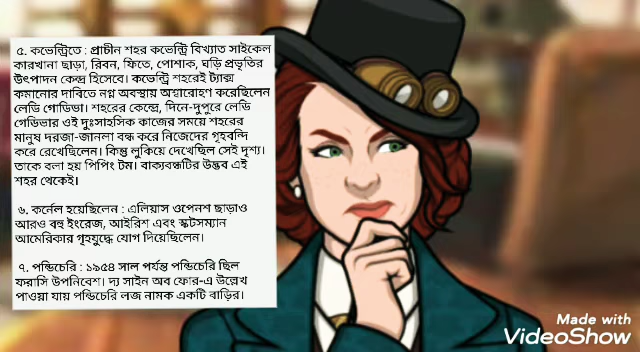 ৫. কভেন্ট্রিতে : প্রাচীন শহর কভেন্ট্রি বিখ্যাত সাইকেল
কারখানা ছাড়া, রিবন, ফিতে, পোশাক, ঘড়ি প্রভৃতির
উৎপাদন কেন্দ্র হিসেবে। কভেন্ট্রি শহরেই ট্যাক্স
কমানোর দাবিতে নগ্ন অবস্থায় অশ্বারোহণ করেছিলেন
লেডি গোডিভা। শহরের কেন্দ্রে, দিনে-দুপুরে লেডি
গেডিভার ওই দুঃসাহসিক কাজের সময়ে শহরের
মানুষ দরজা-জানলা বন্ধ করে নিজেদের গৃহবন্দি
করে রেখেছিলেন। কিন্তু লুকিয়ে দেখেছিল সেই দৃশ্য।
তাকে বলা হয় পিপিং টম। বাক্যবন্ধটির উদ্ভব এই
শহর থেকেই।
৬. কর্নেল হয়েছিলেন : এলিয়াস ওপেনশ ছাড়াও
আরও বহু ইংরেজ, আইরিশ এবং স্কটসম্যান
আমেরিকার গৃহযুদ্ধে যোগ দিয়েছিলেন।
৭. পন্ডিচেরি : ১৯৫৪ সাল পর্যন্ত পন্ডিচেরি ছিল
ফরাসি উপনিবেশ। দ্য সাইন অব ফোর-এ উল্লেখ
পাওয়া যায় পন্ডিচেরি লজ নামক একটি বাড়ির।
Made with
VideoShow